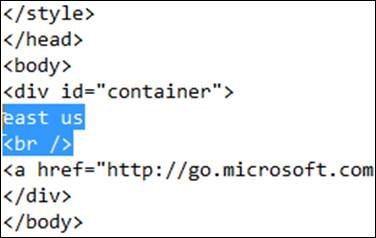 </style>
</head>
<body>
<div id="container">
east us
<br />
<a href="http://go.microsoft.com
</div>
</body>